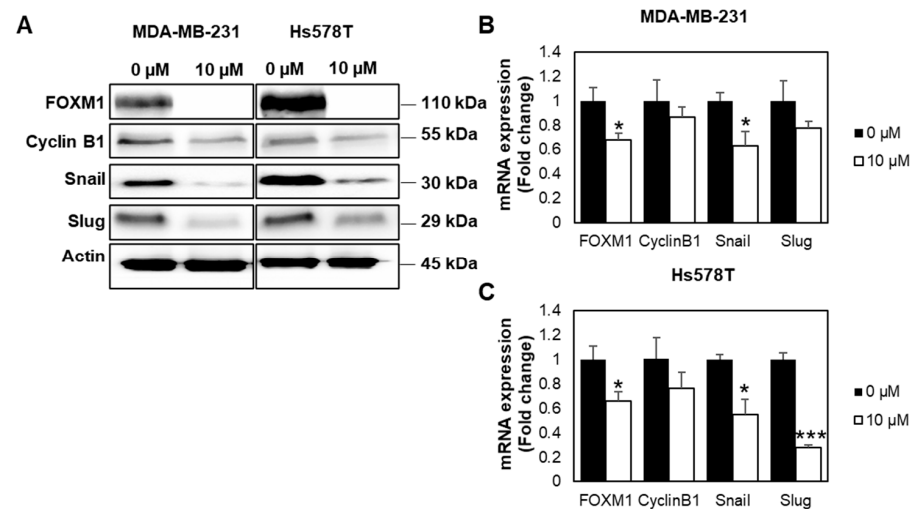 A
MDA-MB-231 Hs578T
0 µM 10 µM 0 µM 10 µM
FOXM1 110 kDa
Cyclin B1 55 kDa
Snail 30 kDa
Slug 29 kDa
Actin 45 kDa
B
MDA-MB-231
mRNA expression
(Fold change)
1.4
1.2
1
0.8
0.6
0.4
0.2
0
* *
FOXM1 CyclinB1 Snail Slug
0 µM
10 µM
C
Hs578T
mRNA expression
(Fold change)
1.4
1.2
1
0.8
0.6
0.4
0.2
0
* * ***
FOXM1 CyclinB1 Snail Slug
0 µM
10 µM